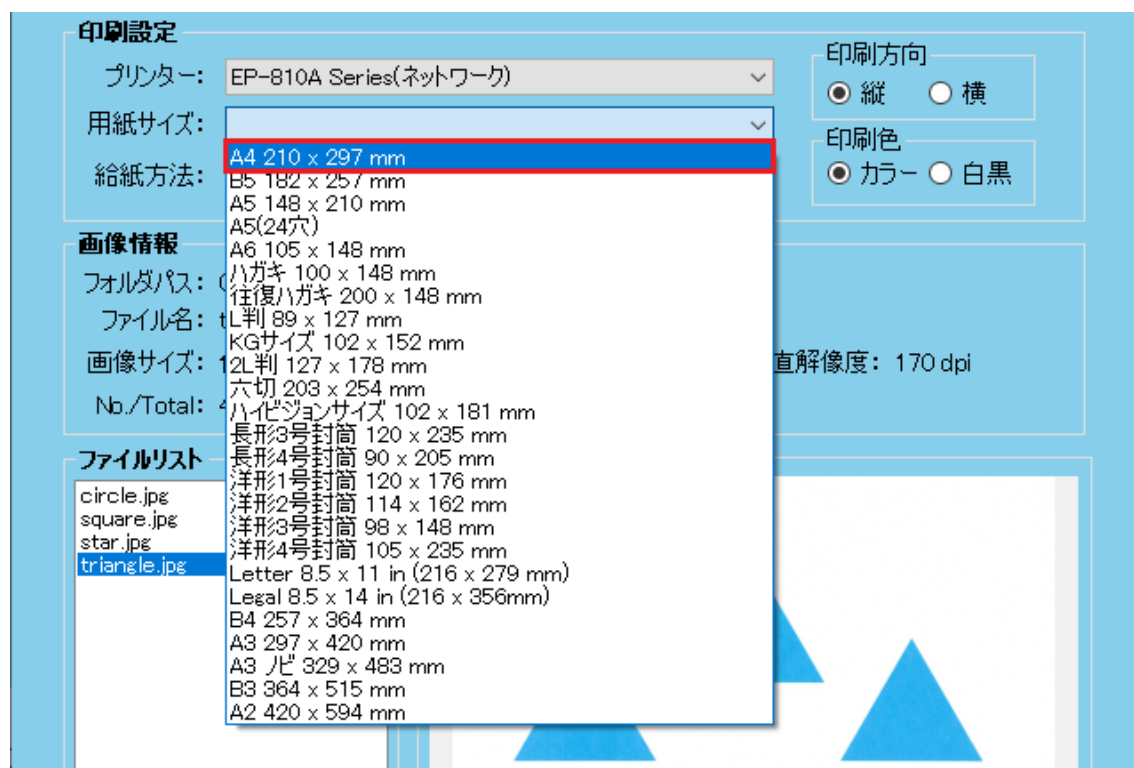 印刷設定
プリンター: EP-810A Series(ネットワーク)
印刷方向
縦 横
用紙サイズ:
印刷色
カラー 白黒
給紙方法:
A4 210 x 297 mm
B5 182 x 257 mm
A5 148 x 210 mm
A5(24穴)
A6 105 x 148 mm
ハガキ 100 x 148 mm
往復ハガキ 200 x 148 mm
L判 89 x 127 mm
KGサイズ 102 x 152 mm
2L判 127 x 178 mm
六切 203 x 254 mm
ハイビジョンサイズ 102 x 181 mm
長形3号封筒 120 x 235 mm
長形4号封筒 90 x 205 mm
洋形1号封筒 120 x 176 mm
洋形2号封筒 114 x 162 mm
洋形3号封筒 98 x 148 mm
洋形4号封筒 105 x 235 mm
Letter 8.5 x 11 in (216 x 279 mm)
Legal 8.5 x 14 in (216 x 356mm)
B4 257 x 364 mm
A3 297 x 420 mm
A3 ノビ 329 x 483 mm
B3 364 x 515 mm
A2 420 x 594 mm
画像情報
フォルダパス:
ファイル名:
画像サイズ:
直解像度: 170 dpi
No./Total:
ファイルリスト
circle.jpg
square.jpg
star.jpg
triangle.jpg